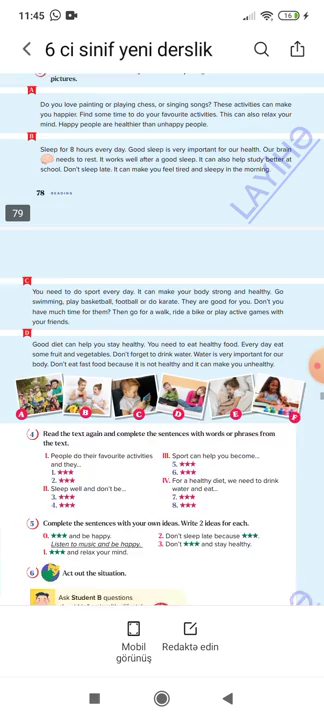 11:45
16
6 ci sinif yeni derslik
pictures.
A
Do you love painting or playing chess, or singing songs? These activities can make
you happier. Find some time to do your favourite activities. This can also relax your
mind. Happy people are healthier than unhappy people.
B
Sleep for 8 hours every day. Good sleep is very important for our health. Our brain
needs to rest. It works well after a good sleep. It can also help study better at
school. Don't sleep late. It can make you feel tired and sleepy in the morning.
78 READING
79
LAYİHƏ
C
You need to do sport every day. It can make your body strong and healthy. Go
swimming, play basketball, football or do karate. They are good for you. Don't you
have much time for them? Then go for a walk, ride a bike or play active games with
your friends.
D
Good diet can help you stay healthy. You need to eat healthy food. Every day eat
some fruit and vegetables. Don't forget to drink water. Water is very important for our
body. Don't eat fast food because it is not healthy and it can make you unhealthy.
A B C D E F
4 Read the text again and complete the sentences with words or phrases from
the text.
I. People do their favourite activities
and they...
1. ★★★
2. ★★★
II. Sleep well and don't be...
3. ★★★
4. ★★★
III. Sport can help you become...
5. ★★★
6. ★★★
IV. For a healthy diet, we need to drink
water and eat...
7. ★★★
8. ★★★
5 Complete the sentences with your own ideas. Write 2 ideas for each.
0. ★★★ and be happy.
Listen to music and be happy.
1. ★★★ and relax your mind.
2. Don't sleep late because ★★★.
3. Don't ★★★ and stay healthy.
6 Act out the situation.
Ask Student B questions
Mobil
görünüş
Redaktə edin